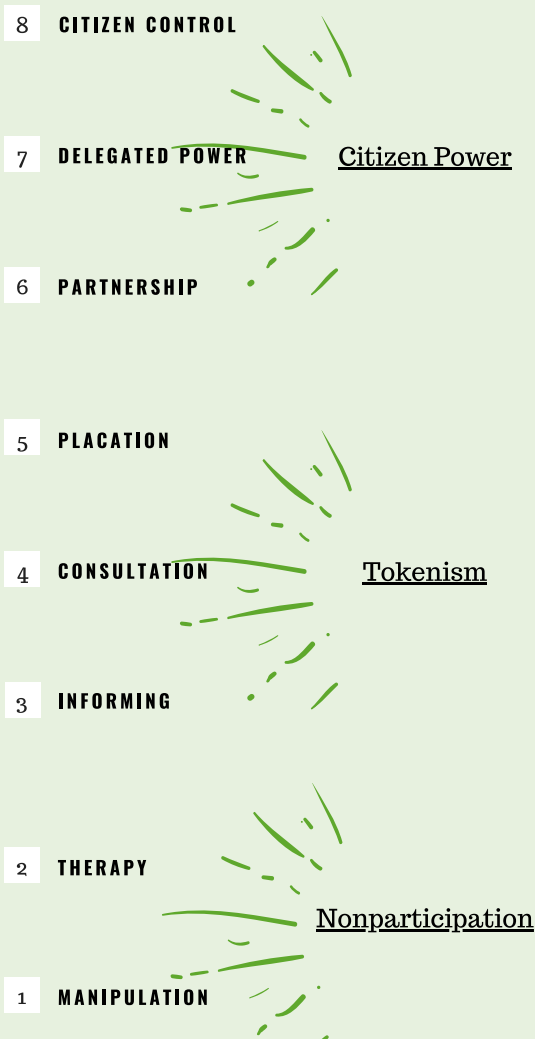 8 CITIZEN CONTROL
7 DELEGATED POWER
Citizen Power
6 PARTNERSHIP
5 PLACATION
4 CONSULTATION
Tokenism
3 INFORMING
2 THERAPY
Nonparticipation
1 MANIPULATION